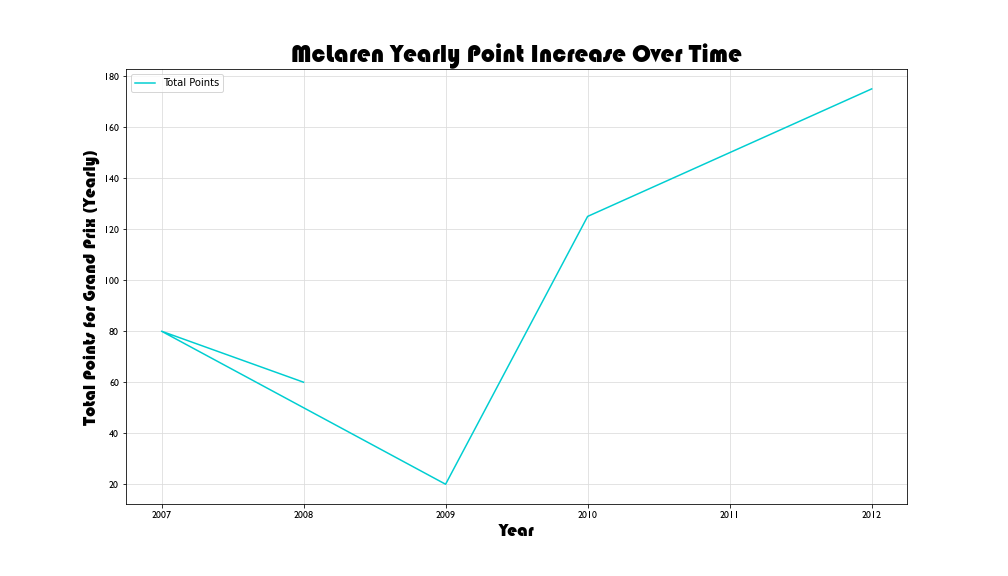 McLaren Yearly Point Increase Over Time
Total Points
180
160
140
120
100
80
60
40
20
Total Points for Grand Prix (Yearly)
2007 2008 2009 2010 2011 2012
Year